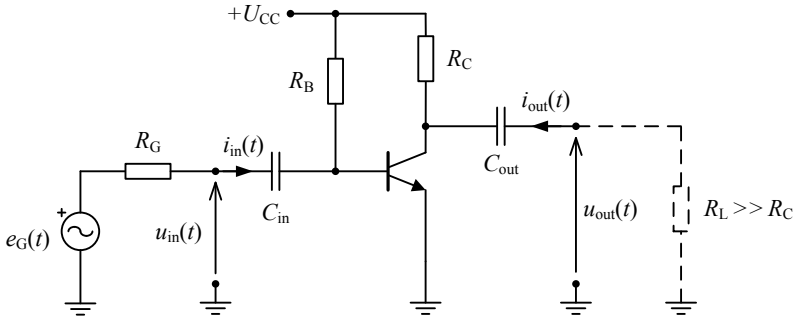 +U_CC
R_B
R_C
i_out(t)
R_G
i_in(t)
C_out
C_in
u_in(t)
u_out(t)
R_L >> R_C
+
e_G(t)